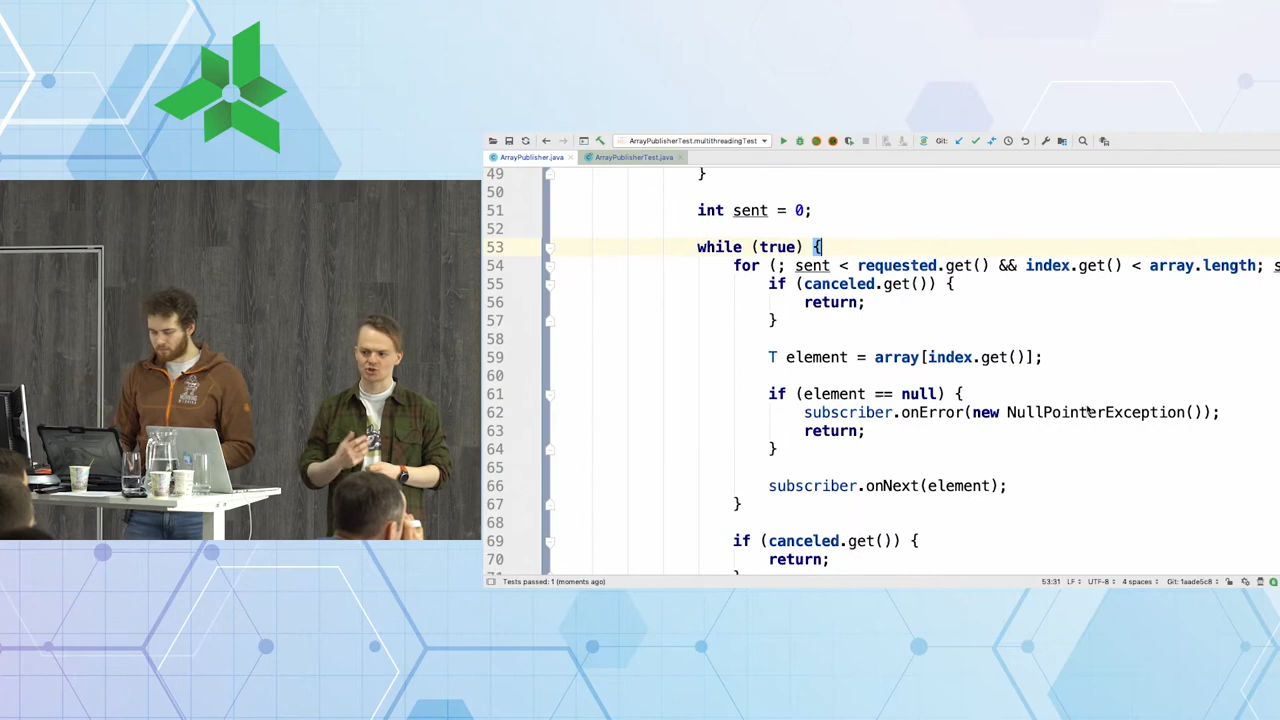 ArrayPublisherTest.multithreadingTest
Git:
ArrayPublisher.java
ArrayPublisherTest.java
49 }
50
51 int sent = 0;
52
53 while (true) {
54 for (; sent < requested.get() && index.get() < array.length; s
55 if (canceled.get()) {
56 return;
57 }
58
59 T element = array[index.get()];
60
61 if (element == null) {
62 subscriber.onError(new NullPointerException());
63 return;
64 }
65
66 subscriber.onNext(element);
67 }
68
69 if (canceled.get()) {
70 return;
Tests passed: 1 (moments ago)
53:31 LF UTF-8 4 spaces Git: 1aade5c8